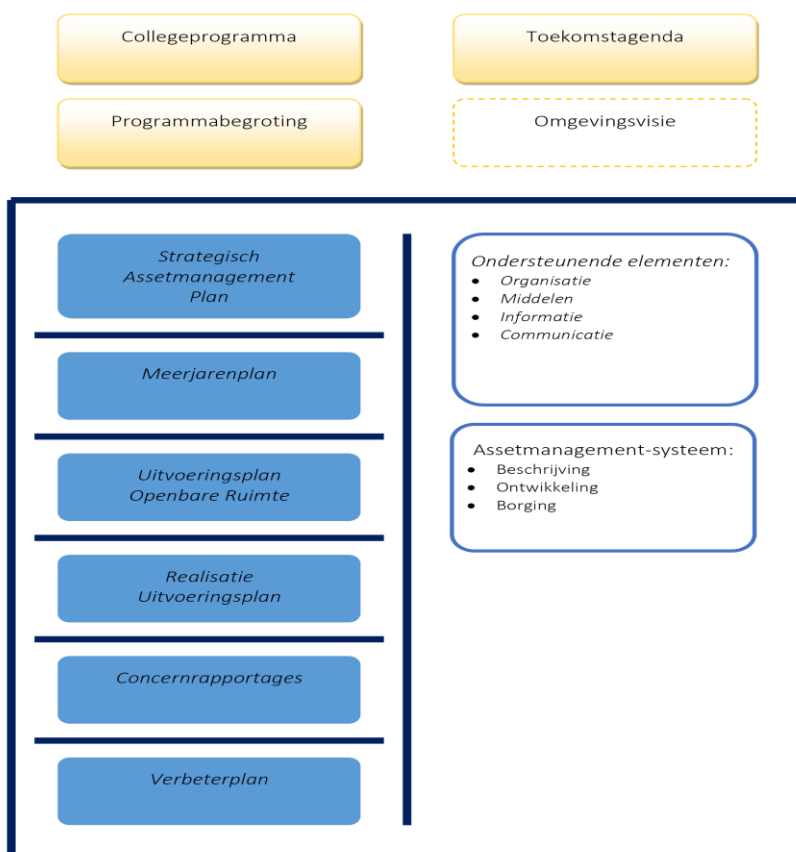 Collegeprogramma
Toekomstagenda
Programmabegroting
Omgevingsvisie
Strategisch
Assetmanagement
Plan
Meerjarenplan
Uitvoeringsplan
Openbare Ruimte
Realisatie
Uitvoeringsplan
Concernrapportages
Verbeterplan
Ondersteunende elementen:
• Organisatie
• Middelen
• Informatie
• Communicatie
Assetmanagement-systeem:
• Beschrijving
• Ontwikkeling
• Borging